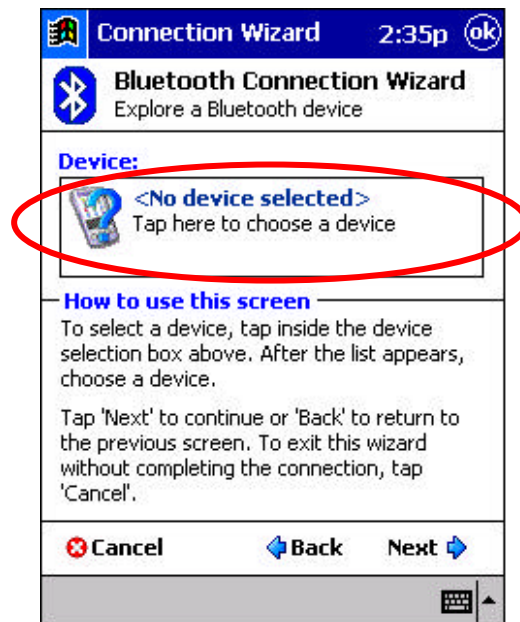 Connection Wizard 2:35p ok
Bluetooth Connection Wizard
Explore a Bluetooth device
Device:
<No device selected>
Tap here to choose a device
How to use this screen
To select a device, tap inside the device
selection box above. After the list appears,
choose a device.
Tap 'Next' to continue or 'Back' to return to
the previous screen. To exit this wizard
without completing the connection, tap
'Cancel'.
Cancel Back Next